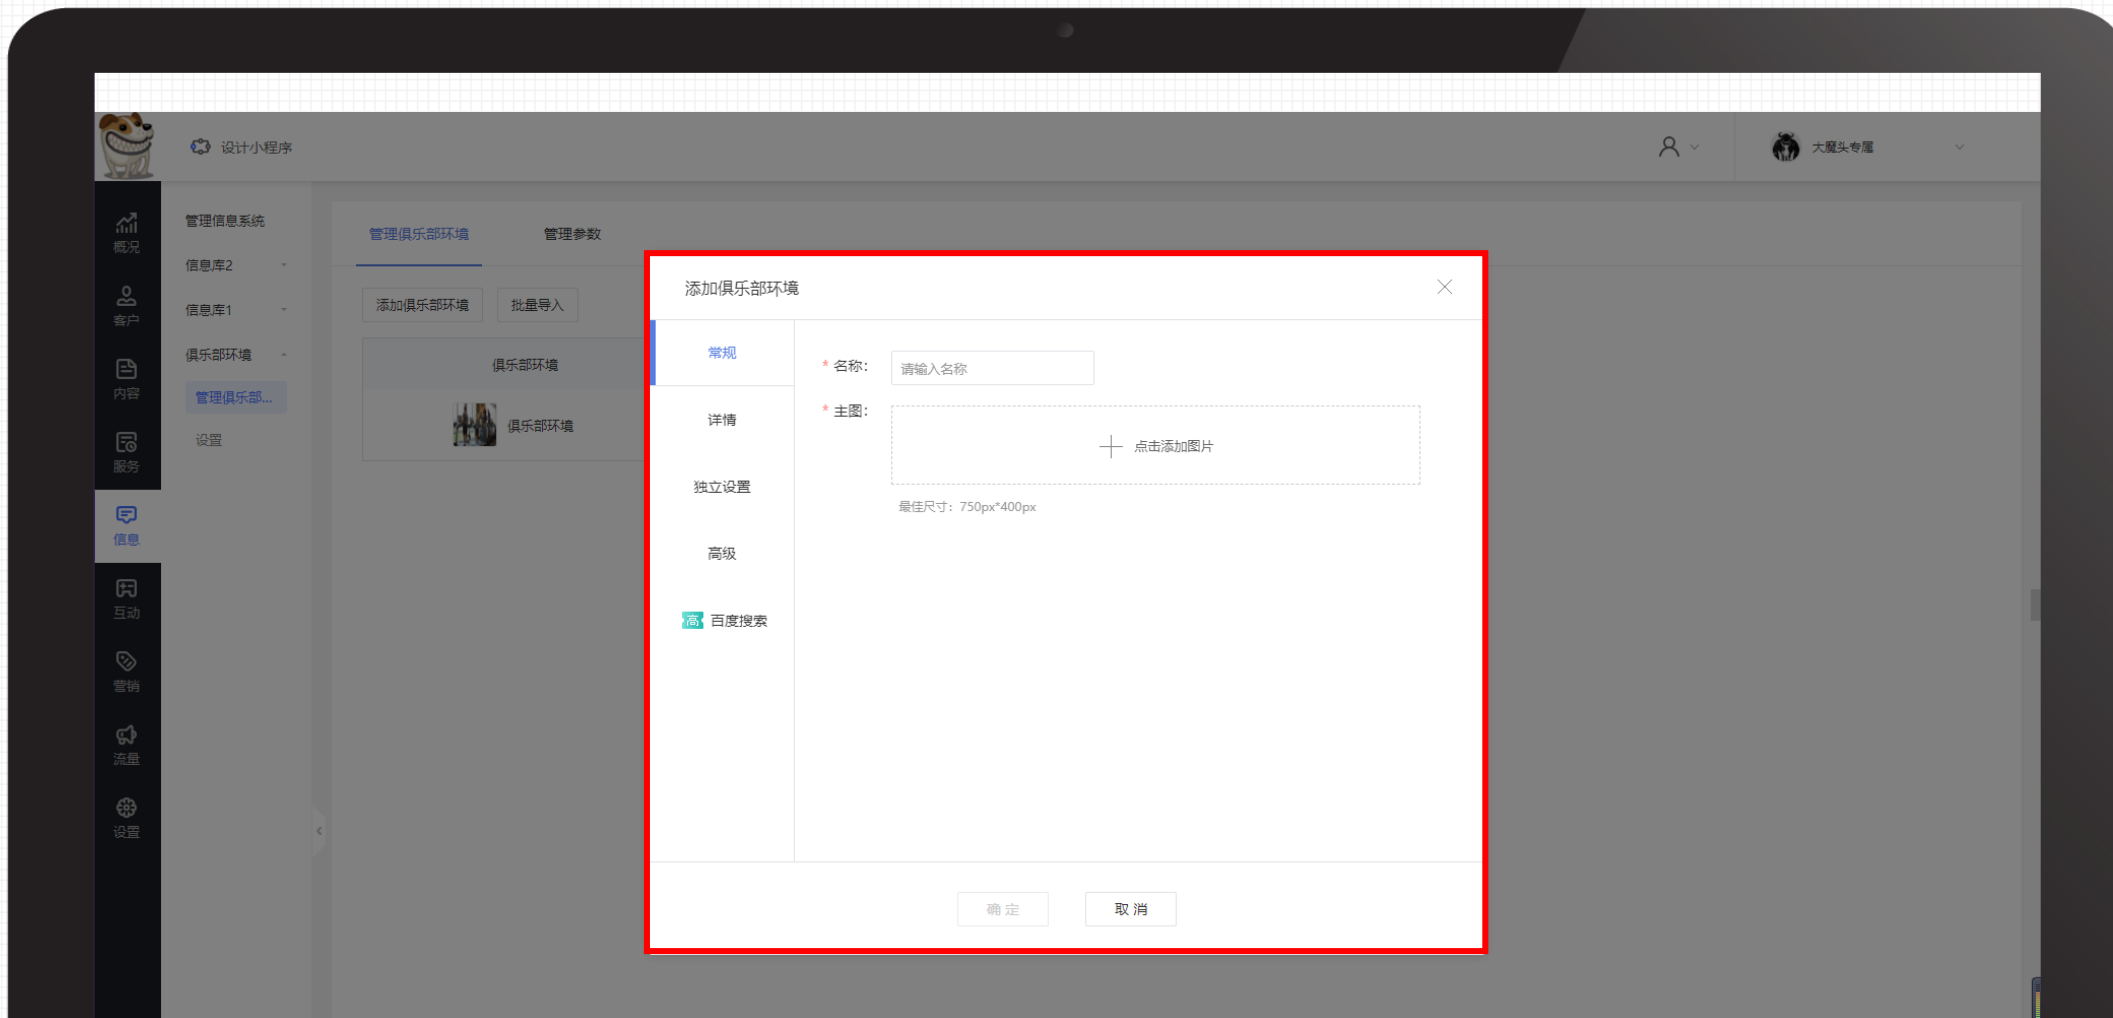 设计小程序
大魔头专属
概况
客户
内容
服务
信息
互动
营销
流量
设置
管理信息系统
信息库2
信息库1
俱乐部环境
管理俱乐部...
设置
管理俱乐部环境
管理参数
添加俱乐部环境
批量导入
俱乐部环境
俱乐部环境
添加俱乐部环境
常规
详情
独立设置
高级
高 百度搜索
* 名称：
请输入名称
* 主图：
点击添加图片
最佳尺寸：750px*400px
确 定
取 消